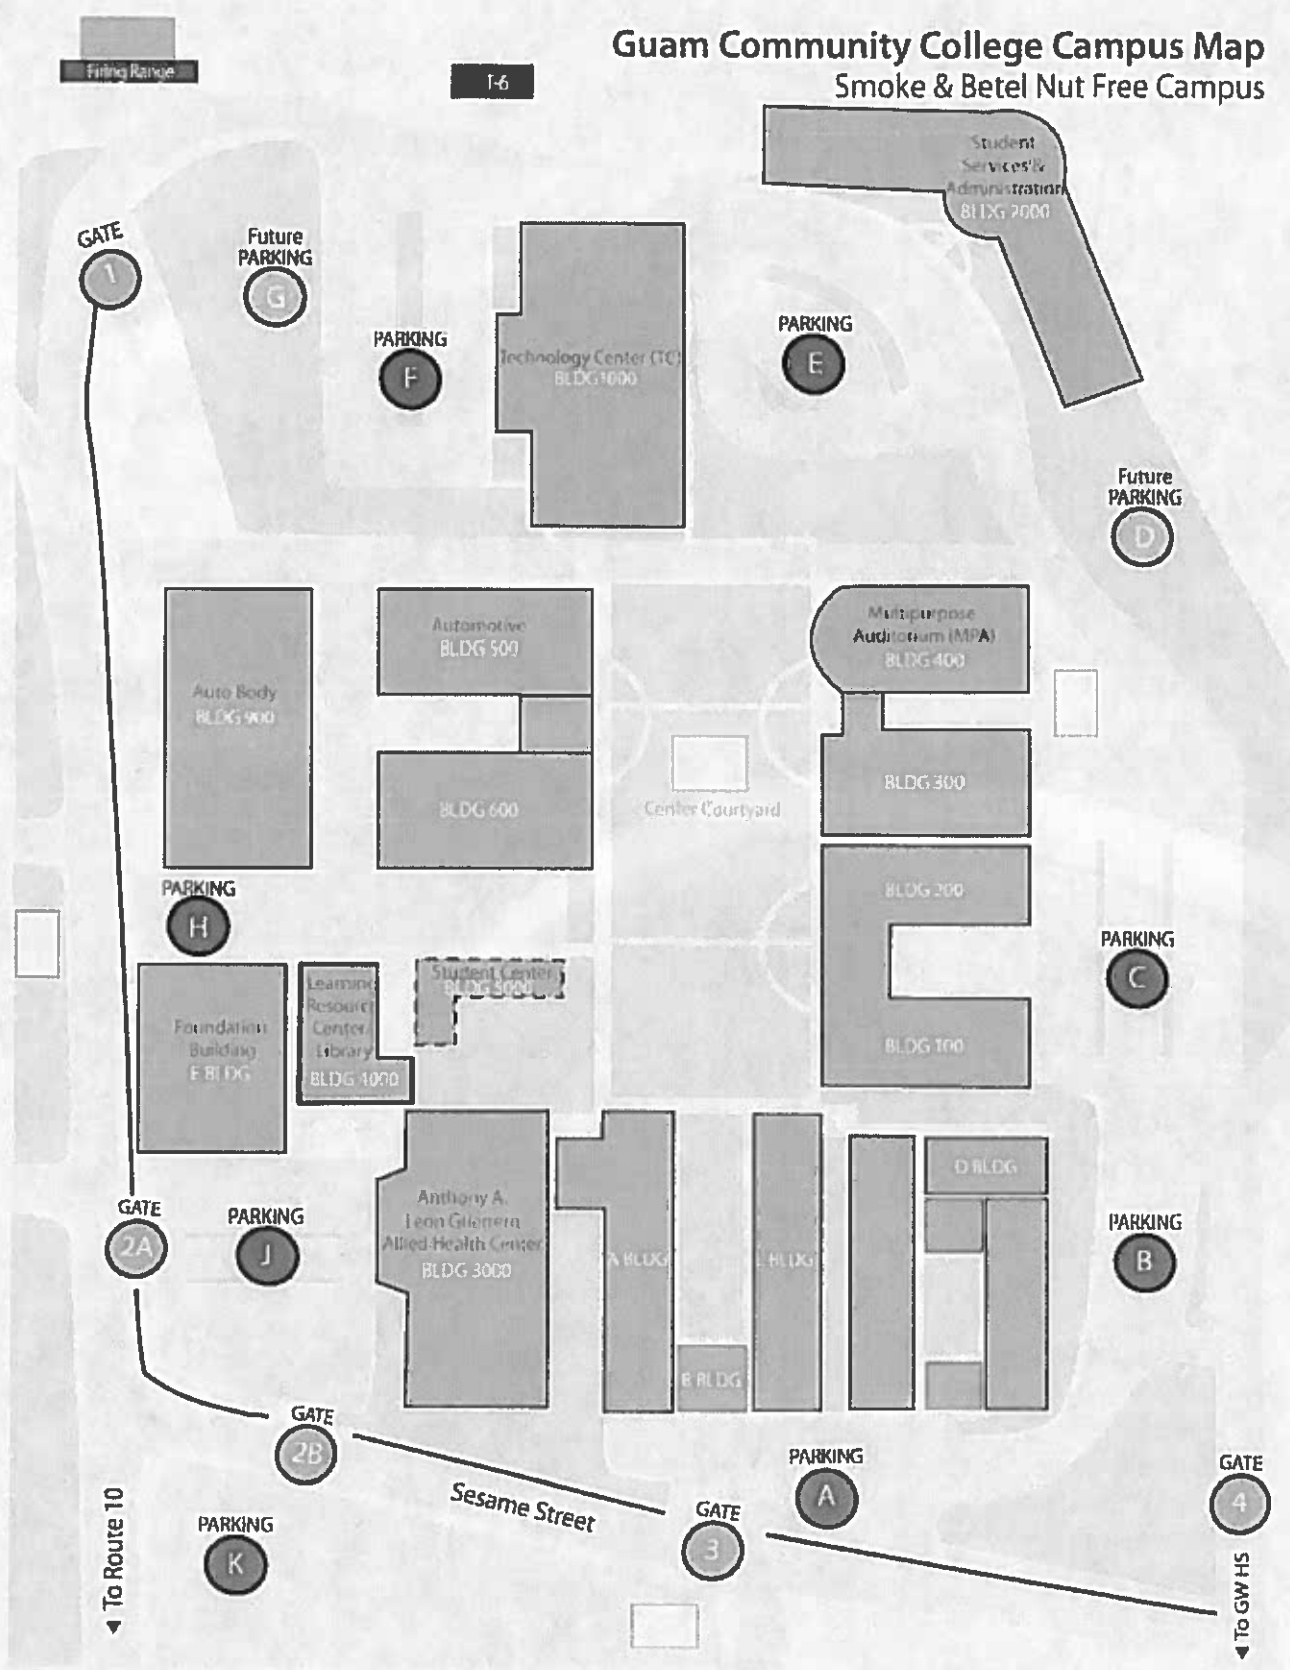 Guam Community College Campus Map
Smoke & Betel Nut Free Campus
Firing Range
T-6
Student
Services &
Administration
BLDG 2000
GATE
1
Future
PARKING
G
PARKING
F
Technology Center (TC)
BLDG 1000
PARKING
E
Future
PARKING
D
Auto Body
BLDG 900
Automotive
BLDG 500
BLDG 600
Center Courtyard
Multipurpose
Auditorium (MPA)
BLDG 400
BLDG 300
BLDG 200
BLDG 100
PARKING
H
PARKING
C
Foundation
Building
F BLDG
Learning
Resource
Center/
Library
BLDG 4000
Student Center
BLDG 5000
GATE
2A
PARKING
J
Anthony A.
Leon Guerrero
Allied Health Center
BLDG 3000
A BLDG
B BLDG
BLDG
D BLDG
PARKING
B
GATE
2B
Sesame Street
GATE
3
PARKING
A
GATE
4
PARKING
K
◄ To Route 10
◄ To GW HS